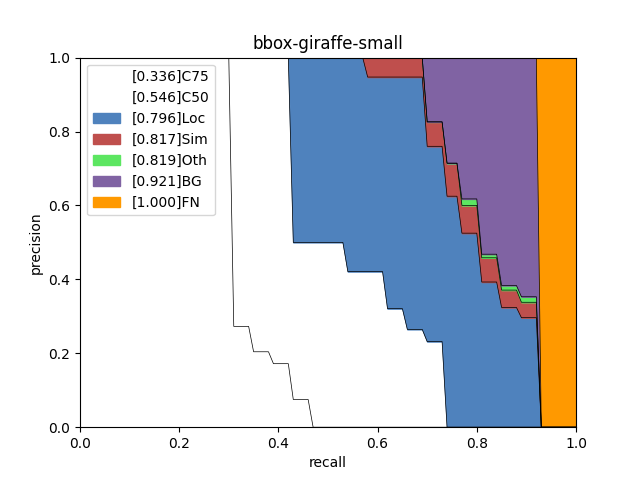 bbox-giraffe-small
1.0
0.8
0.6
0.4
0.2
0.0
precision
[0.336]C75
[0.546]C50
[0.796]Loc
[0.817]Sim
[0.819]Oth
[0.921]BG
[1.000]FN
0.0 0.2 0.4 0.6 0.8 1.0
recall